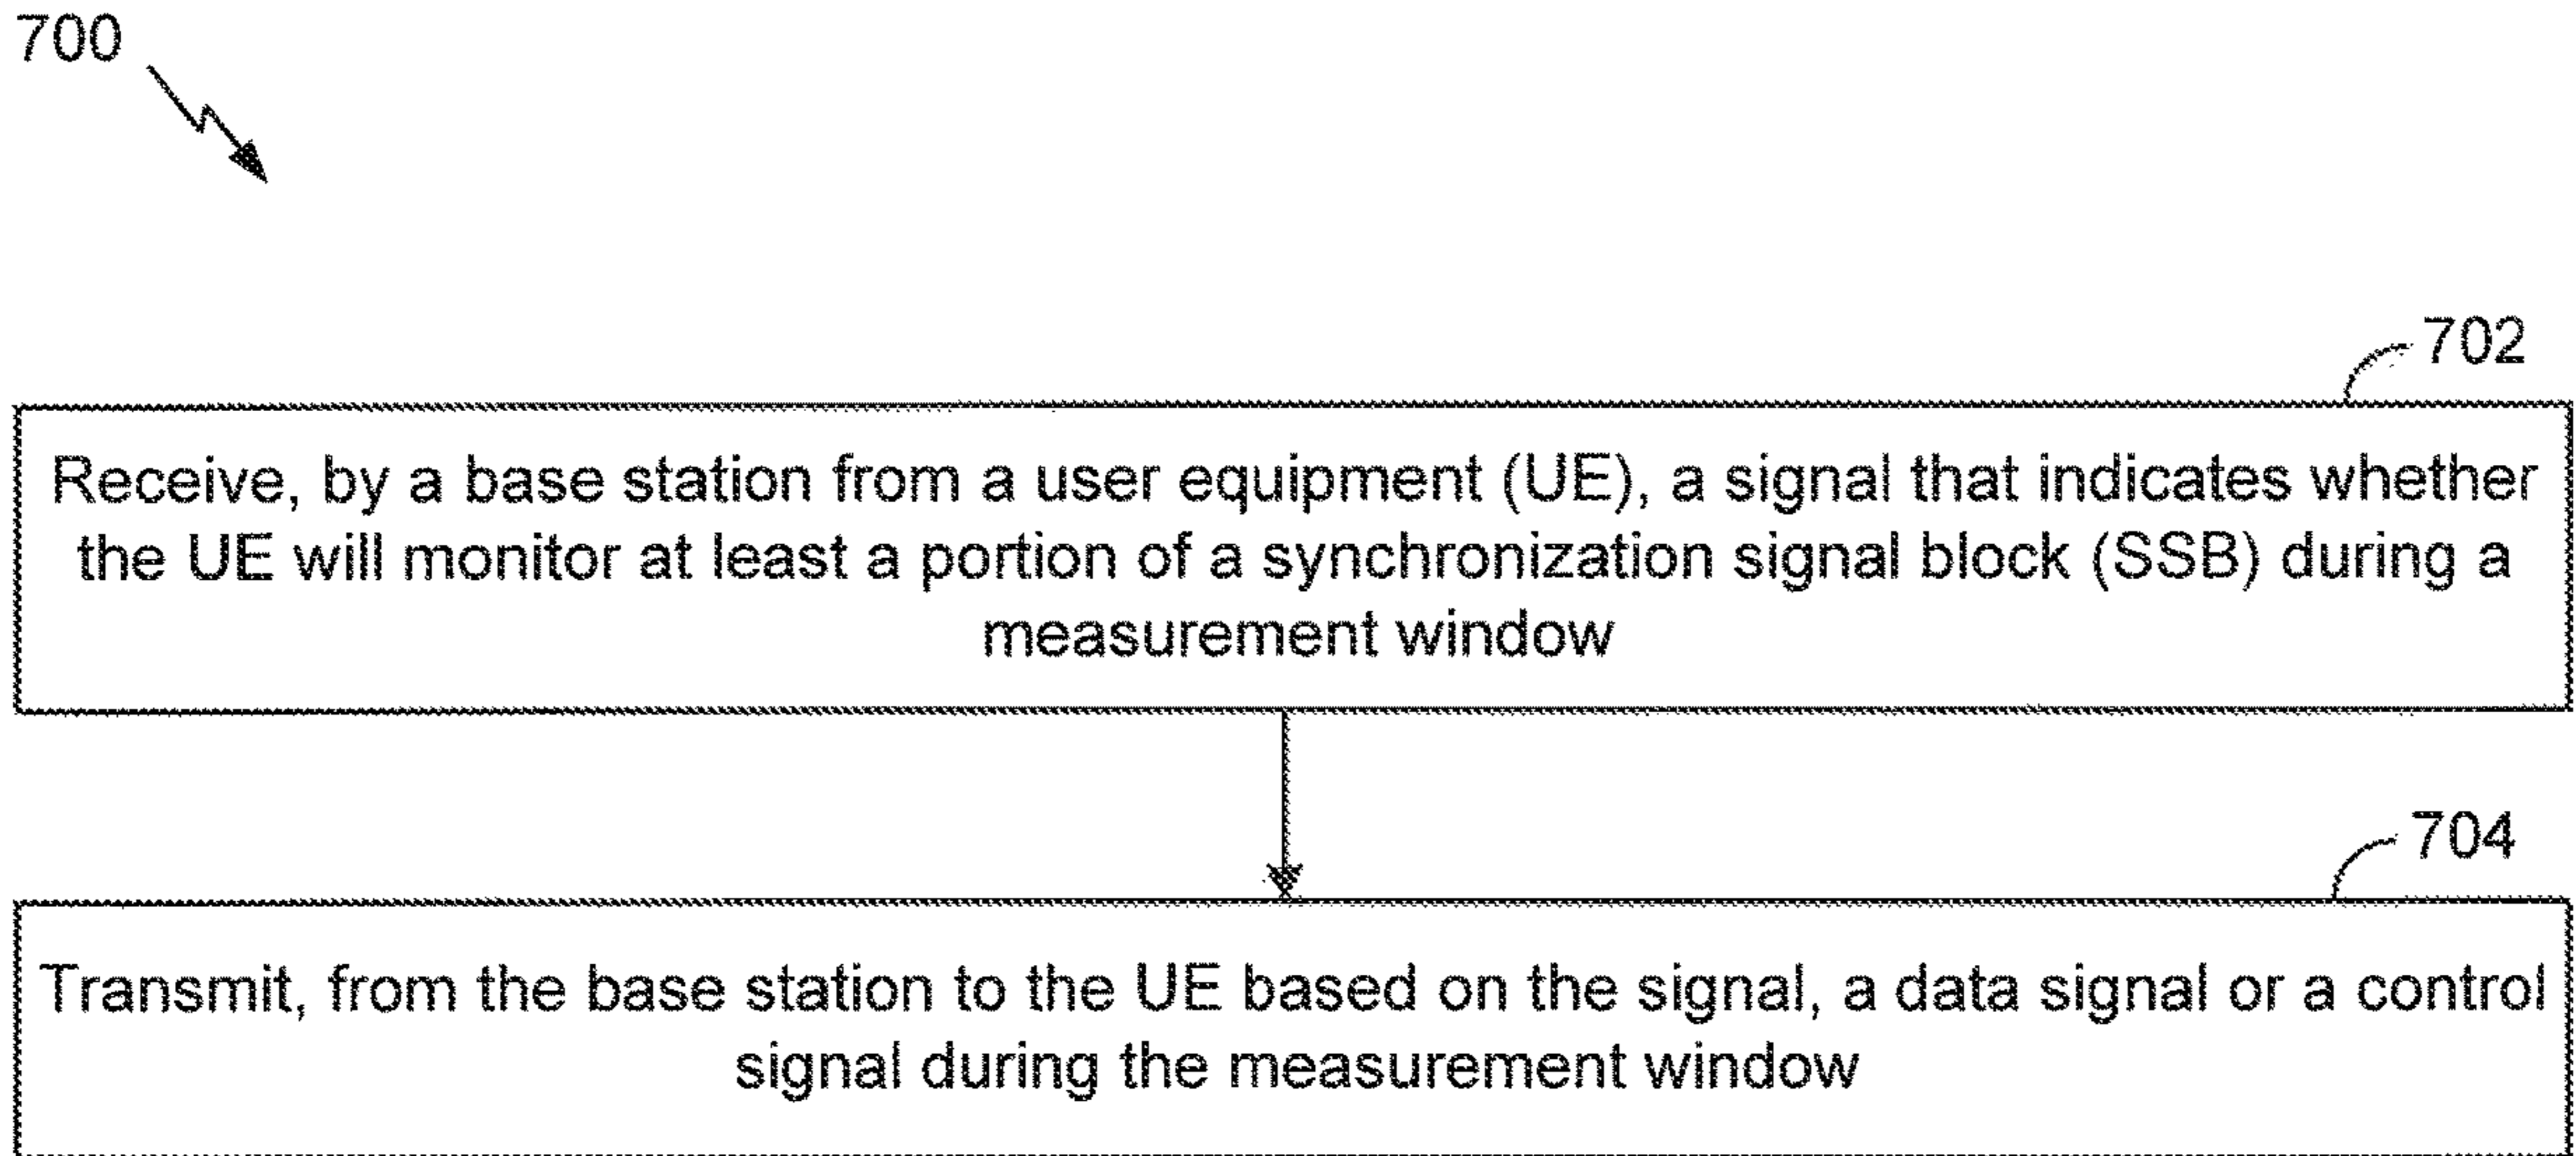 700
702
Receive, by a base station from a user equipment (UE), a signal that indicates whether
the UE will monitor at least a portion of a synchronization signal block (SSB) during a
measurement window
704
Transmit, from the base station to the UE based on the signal, a data signal or a control
signal during the measurement window